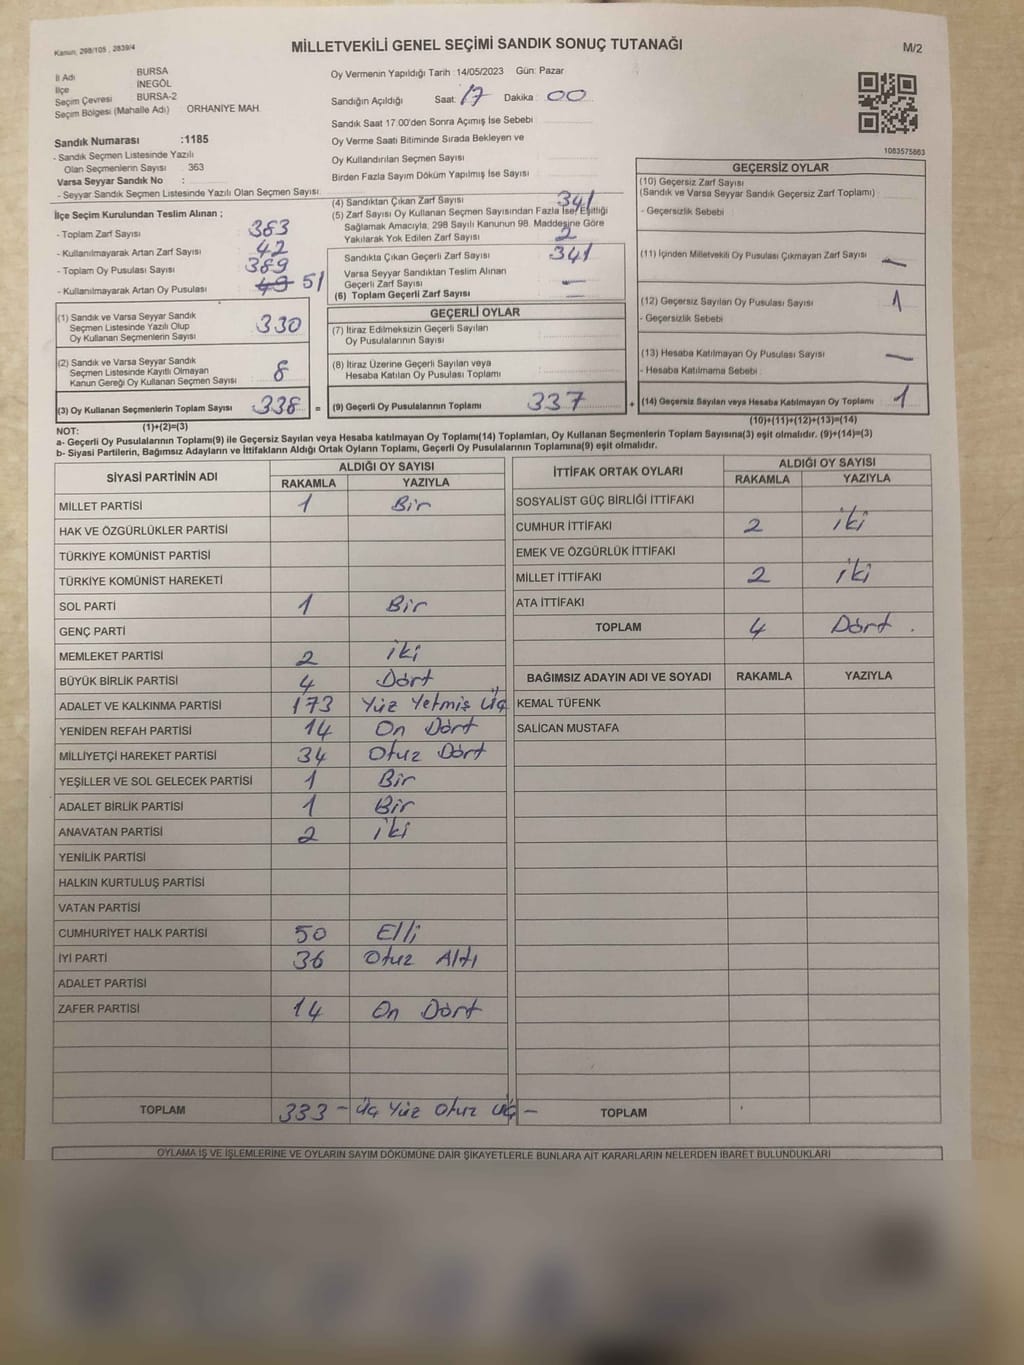 Kanun, 298/105 , 2839/4
MİLLETVEKİLİ GENEL SEÇİMİ SANDIK SONUÇ TUTANAĞI
M/2
İl Adı BURSA
İlçe İNEGÖL
Seçim Çevresi BURSA-2
Seçim Bölgesi (Mahalle Adı) ORHANİYE MAH.
Sandık Numarası :1185
- Sandık Seçmen Listesinde Yazılı
Olan Seçmenlerin Sayısı 363
Varsa Seyyar Sandık No :
- Seyyar Sandık Seçmen Listesinde Yazılı Olan Seçmen Sayısı:
Oy Vermenin Yapıldığı Tarih : 14/05/2023 Gün: Pazar
Sandığın Açıldığı Saat: 17 Dakika : 00
Sandık Saat 17:00'den Sonra Açımış İse Sebebi
Oy Verme Saati Bitiminde Sırada Bekleyen ve
Oy Kullandırılan Seçmen Sayısı
Birden Fazla Sayım Döküm Yapılmış İse Sayısı
1083575863
İlçe Seçim Kurulundan Teslim Alınan ;
- Toplam Zarf Sayısı 383
- Kullanılmayarak Artan Zarf Sayısı 42
- Toplam Oy Pusulası Sayısı 389
- Kullanılmayarak Artan Oy Pusulası 49 51
(4) Sandıktan Çıkan Zarf Sayısı 341
(5) Zarf Sayısı Oy Kullanan Seçmen Sayısından Fazla İse, Eşitliği
Sağlamak Amacıyla, 298 Sayılı Kanunun 98. Maddesine Göre
Yakılarak Yok Edilen Zarf Sayısı 2
Sandıkta Çıkan Geçerli Zarf Sayısı 341
Varsa Seyyar Sandıktan Teslim Alınan
Geçerli Zarf Sayısı —
(6) Toplam Geçerli Zarf Sayısı —
GEÇERSİZ OYLAR
(10) Geçersiz Zarf Sayısı
(Sandık ve Varsa Seyyar Sandık Geçersiz Zarf Toplamı)
- Geçersizlik Sebebi :
(11) İçinden Milletvekili Oy Pusulası Çıkmayan Zarf Sayısı —
(12) Geçersiz Sayılan Oy Pusulası Sayısı 1
- Geçersizlik Sebebi
(13) Hesaba Katılmayan Oy Pusulası Sayısı —
- Hesaba Katılmama Sebebi
(1) Sandık ve Varsa Seyyar Sandık
Seçmen Listesinde Yazılı Olup
Oy Kullanan Seçmenlerin Sayısı 330
(2) Sandık ve Varsa Seyyar Sandık
Seçmen Listesinde Kayıtlı Olmayan
Kanun Gereği Oy Kullanan Seçmen Sayısı 8
GEÇERLİ OYLAR
(7) İtiraz Edilmeksizin Geçerli Sayılan
Oy Pusulalarının Sayısı
(8) İtiraz Üzerine Geçerli Sayılan veya
Hesaba Katılan Oy Pusulası Toplamı
(3) Oy Kullanan Seçmenlerin Toplam Sayısı 338 = (9) Geçerli Oy Pusulalarının Toplamı 337 + (14) Geçersiz Sayılan veya Hesaba Katılmayan Oy Toplamı 1
(1)+(2)=(3) (10)+(11)+(12)+(13)=(14)
NOT:
a- Geçerli Oy Pusulalarının Toplamı(9) ile Geçersiz Sayılan veya Hesaba katılmayan Oy Toplamı(14) Toplamları, Oy Kullanan Seçmenlerin Toplam Sayısına(3) eşit olmalıdır. (9)+(14)=(3)
b- Siyasi Partilerin, Bağımsız Adayların ve İttifakların Aldığı Ortak Oyların Toplamı, Geçerli Oy Pusulalarının Toplamına(9) eşit olmalıdır.
SİYASİ PARTİNİN ADI ALDIĞI OY SAYISI
RAKAMLA YAZIYLA
MİLLET PARTİSİ 1 Bir
HAK VE ÖZGÜRLÜKLER PARTİSİ
TÜRKİYE KOMÜNİST PARTİSİ
TÜRKİYE KOMÜNİST HAREKETİ
SOL PARTİ 1 Bir
GENÇ PARTİ
MEMLEKET PARTİSİ 2 iki
BÜYÜK BİRLİK PARTİSİ 4 Dört
ADALET VE KALKINMA PARTİSİ 173 Yüz Yetmiş Üç
YENİDEN REFAH PARTİSİ 14 On Dört
MİLLİYETÇİ HAREKET PARTİSİ 34 Otuz Dört
YEŞİLLER VE SOL GELECEK PARTİSİ 1 Bir
ADALET BİRLİK PARTİSİ 1 Bir
ANAVATAN PARTİSİ 2 iki
YENİLİK PARTİSİ
HALKIN KURTULUŞ PARTİSİ
VATAN PARTİSİ
CUMHURİYET HALK PARTİSİ 50 Elli
İYİ PARTİ 36 Otuz Altı
ADALET PARTİSİ
ZAFER PARTİSİ 14 On Dört
TOPLAM 333 - Üç Yüz Otuz Üç -
İTTİFAK ORTAK OYLARI ALDIĞI OY SAYISI
RAKAMLA YAZIYLA
SOSYALİST GÜÇ BİRLİĞİ İTTİFAKI
CUMHUR İTTİFAKI 2 iki
EMEK VE ÖZGÜRLÜK İTTİFAKI
MİLLET İTTİFAKI 2 iki
ATA İTTİFAKI
TOPLAM 4 Dört .
BAĞIMSIZ ADAYIN ADI VE SOYADI RAKAMLA YAZIYLA
KEMAL TÜFENK
SALİCAN MUSTAFA
TOPLAM
OYLAMA İŞ VE İŞLEMLERİNE VE OYLARIN SAYIM DÖKÜMÜNE DAİR ŞİKAYETLERLE BUNLARA AİT KARARLARIN NELERDEN İBARET BULUNDUKLARI